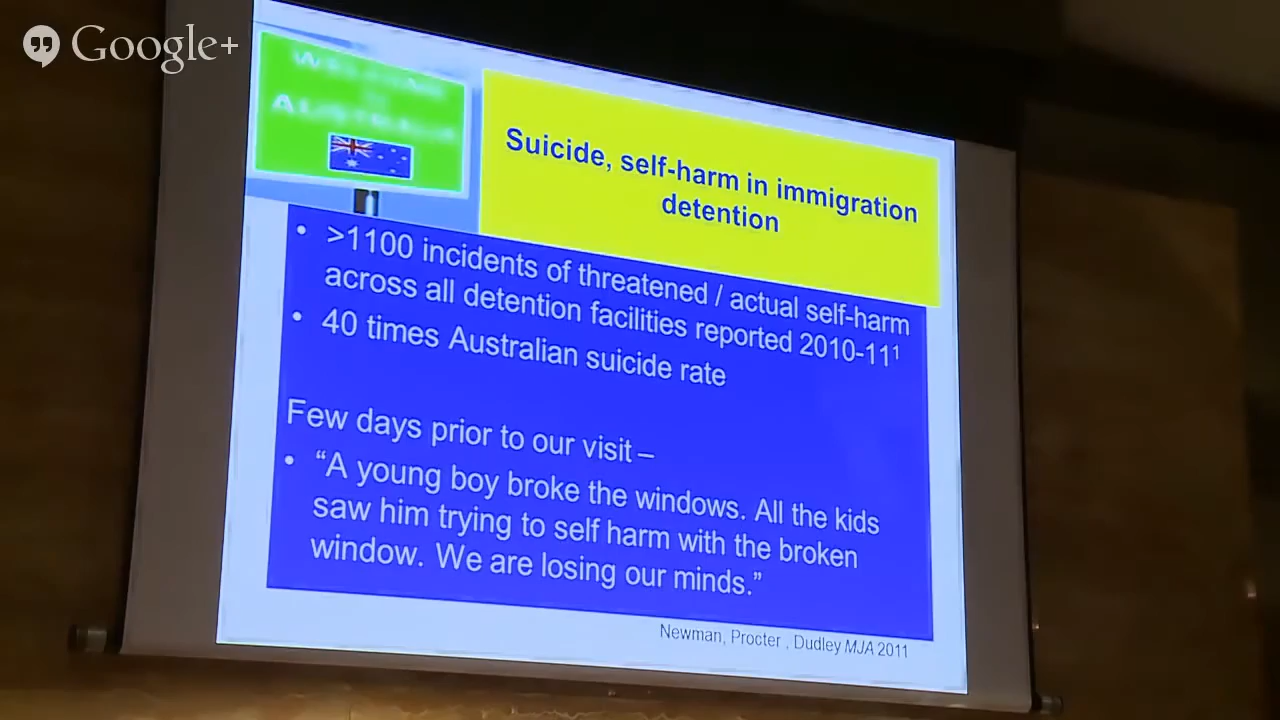 Google+
WELCOME
AUSTRALIA
Suicide, self-harm in immigration
detention
• >1100 incidents of threatened / actual self-harm
across all detention facilities reported 2010-11¹
• 40 times Australian suicide rate
Few days prior to our visit –
• “A young boy broke the windows. All the kids
saw him trying to self harm with the broken
window. We are losing our minds.”
Newman, Procter , Dudley MJA 2011